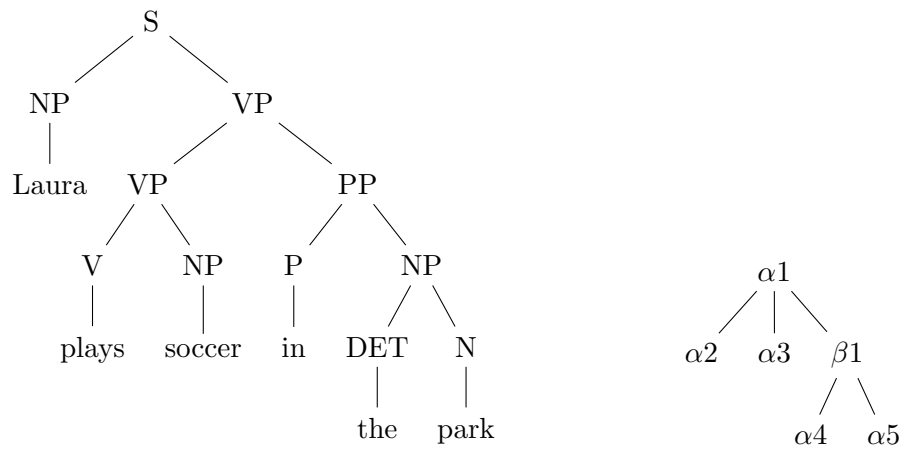 S
NP VP
Laura VP PP
V NP P NP α1
plays soccer in DET N α2 α3 β1
the park α4 α5